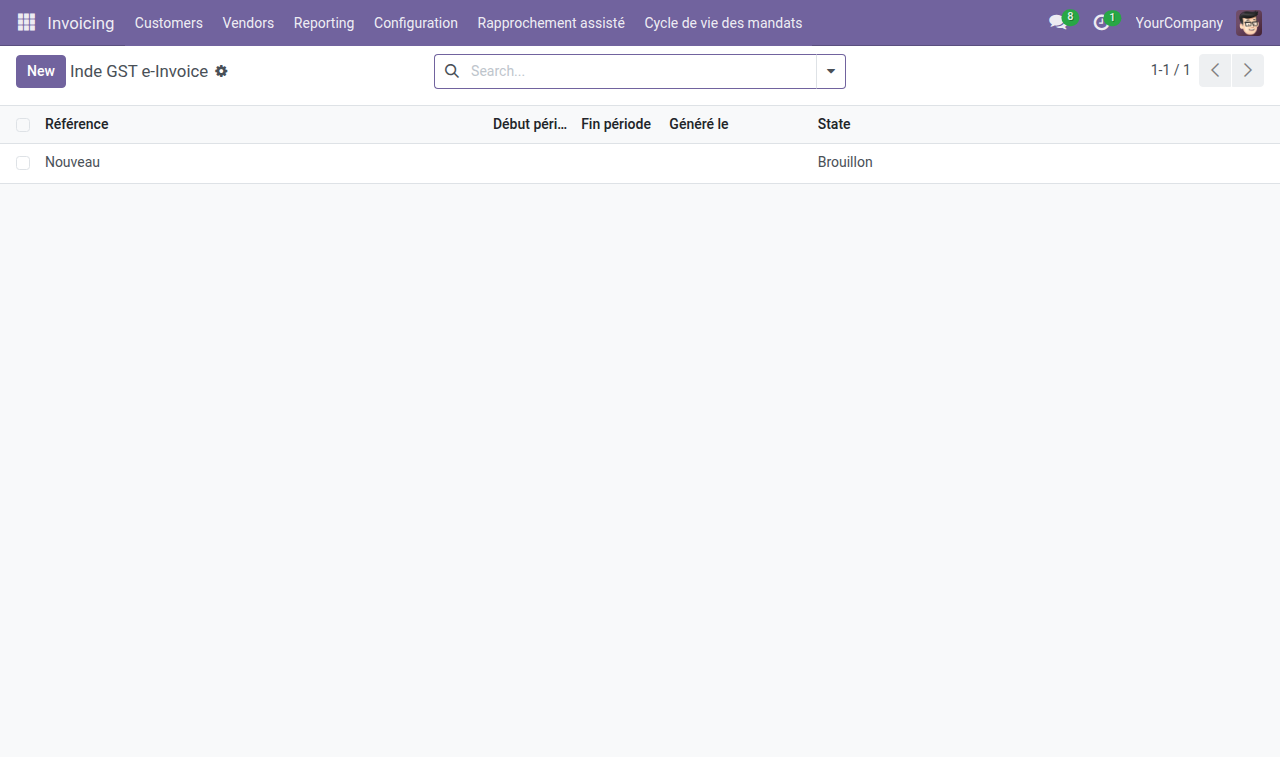 Invoicing Customers Vendors Reporting Configuration Rapprochement assisté Cycle de vie des mandats 8 1 YourCompany
New Inde GST e-Invoice Search... 1-1 / 1
Référence Début péri... Fin période Généré le State
Nouveau Brouillon